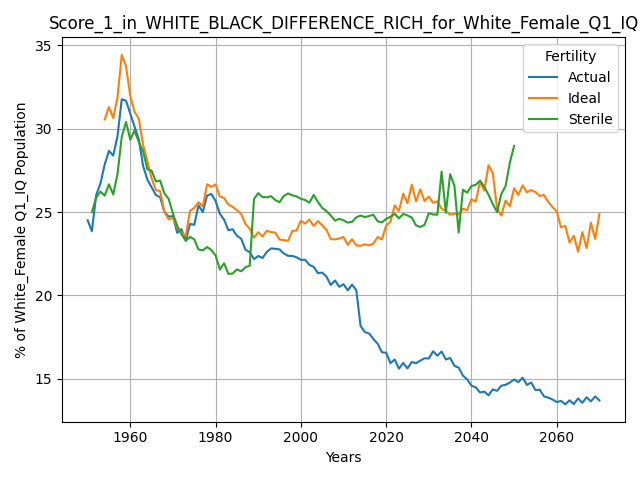 Score_1_in_WHITE_BLACK_DIFFERENCE_RICH_for_White_Female_Q1_IQ
35
30
25
20
15
% of White_Female Q1_IQ Population
Fertility
Actual
Ideal
Sterile
1960
1980
2000
2020
2040
2060
Years